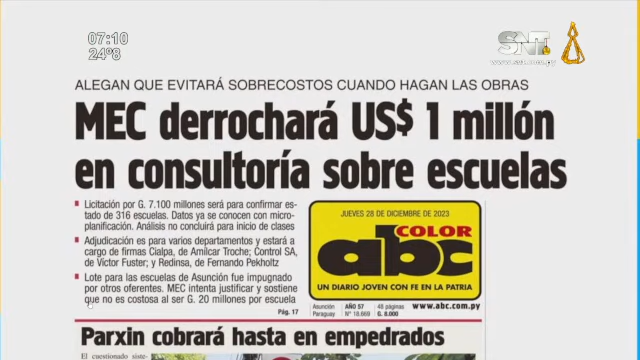 07:10
24°8
SNT
www.snt.com.py
ALEGAN QUE EVITARÁ SOBRECOSTOS CUANDO HAGAN LAS OBRAS
MEC derrochará US$ 1 millón
en consultoría sobre escuelas
Licitación por G. 7.100 millones será para confirmar es-
tado de 316 escuelas. Datos ya se conocen con micro-
planificación. Análisis no concluirá para inicio de clases
Adjudicación es para varios departamentos y estará a
cargo de firmas Cialpa, de Amílcar Troche; Control SA,
de Víctor Fuster; y Redinsa, de Fernando Pekholtz
Lote para las escuelas de Asunción fue impugnado
por otros oferentes. MEC intenta justificar y sostiene
que no es costosa al ser G. 20 millones por escuela
Pág. 17
JUEVES 28 DE DICIEMBRE DE 2023
abc COLOR
UN DIARIO JOVEN CON FE EN LA PATRIA
Asunción
Paraguay
AÑO 57
Nº 18.669
48 páginas
G. 8.000
www.abc.com.py
Parxin cobrará hasta en empedrados
El cuestionado siste-